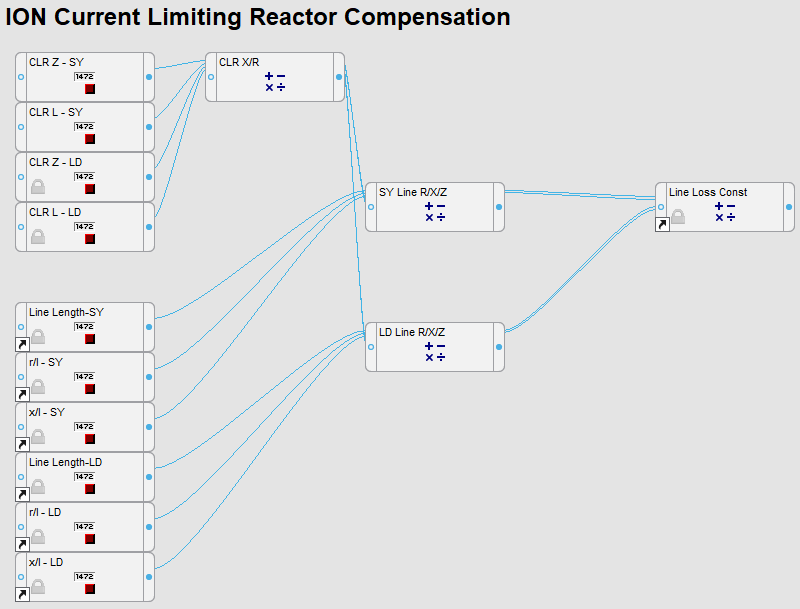 ION Current Limiting Reactor Compensation
CLR Z - SY
1472
CLR L - SY
1472
CLR Z - LD
1472
CLR L - LD
1472
CLR X/R
+ −
× ÷
SY Line R/X/Z
+ −
× ÷
Line Loss Const
+ −
× ÷
Line Length-SY
1472
r/l - SY
1472
x/l - SY
1472
Line Length-LD
1472
r/l - LD
1472
x/l - LD
1472
LD Line R/X/Z
+ −
× ÷